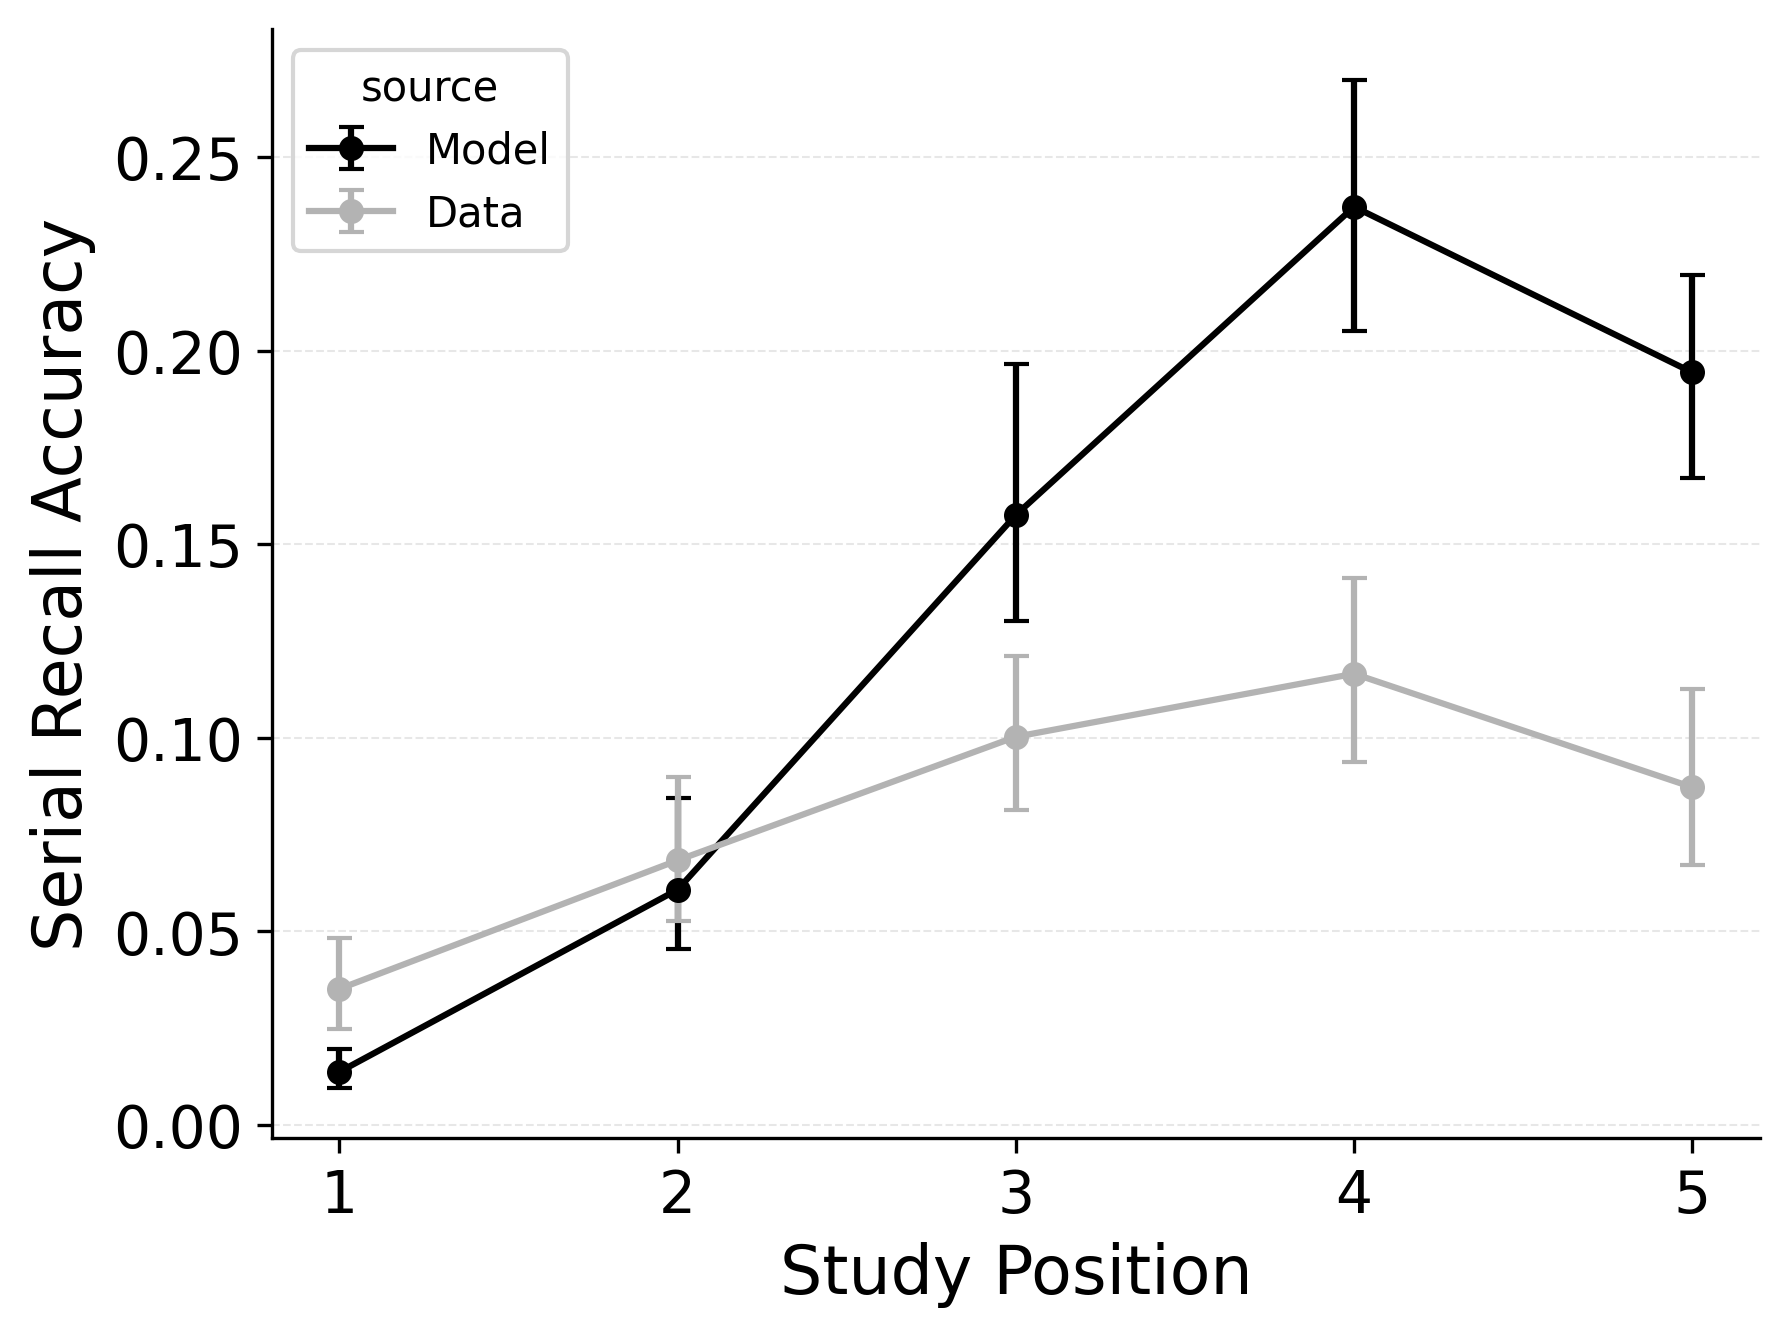 source
Model
Data
0.25
0.20
0.15
0.10
0.05
0.00
Serial Recall Accuracy
1 2 3 4 5
Study Position